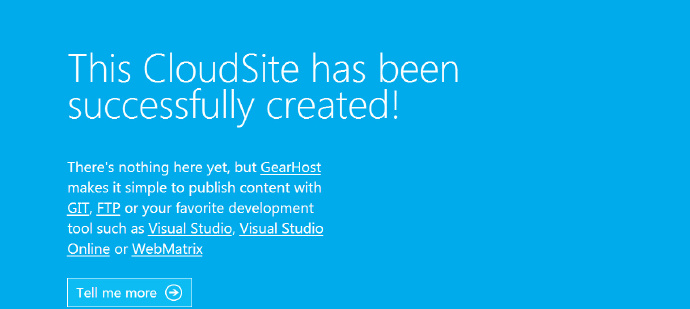 This CloudSite has been
successfully created!
There's nothing here yet, but GearHost
makes it simple to publish content with
GIT, FTP or your favorite development
tool such as Visual Studio, Visual Studio
Online or WebMatrix
Tell me more